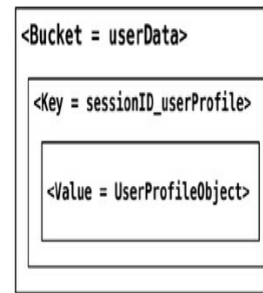 <Bucket = userData>
<Key = sessionID_userProfile>
<Value = UserProfileObject>